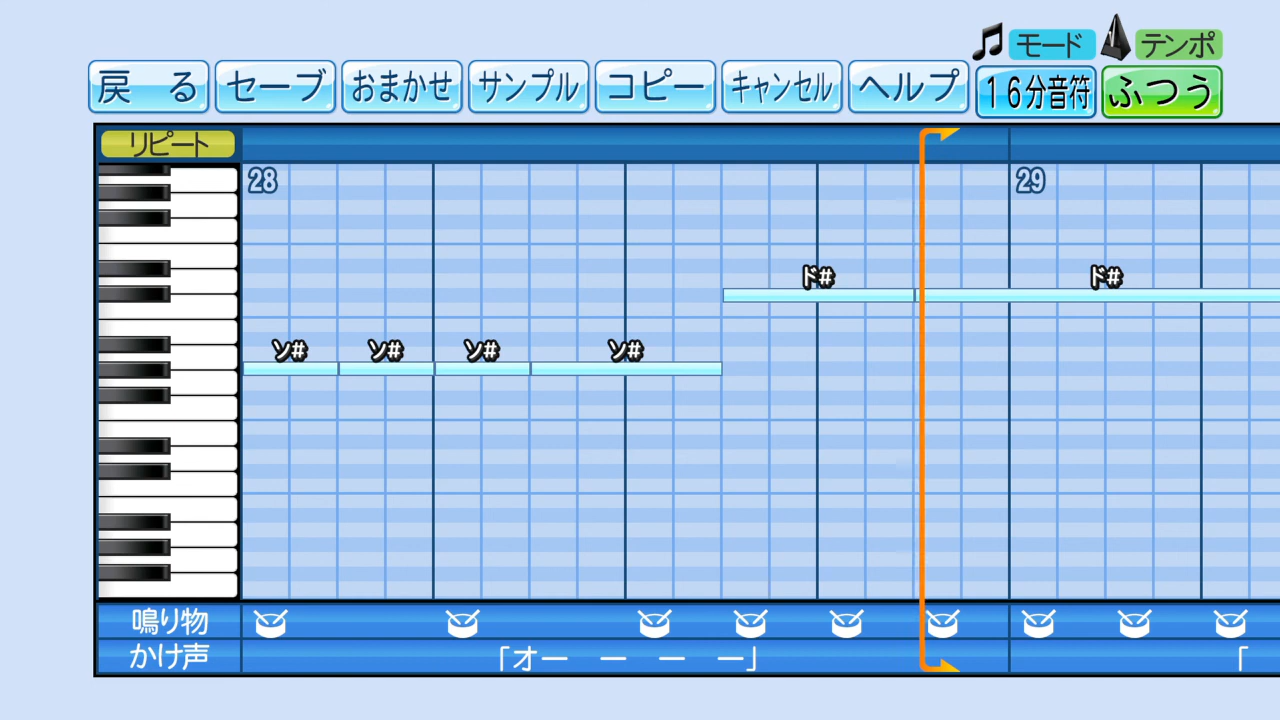 モード テンポ
戻る セーブ おまかせ サンプル コピー キャンセル ヘルプ 16分音符 ふつう
リピート
28 29
ド# ド#
ソ# ソ# ソ# ソ#
鳴り物
かけ声 「オー ー ー ー」 「